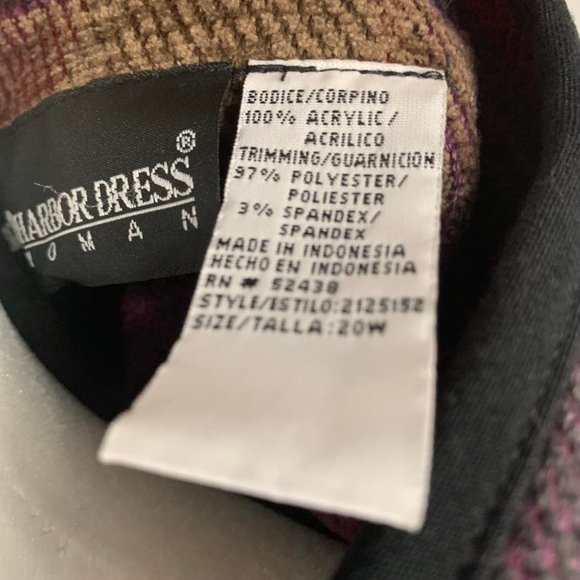 HARBOR DRESS®
WOMAN
BODICE/CORPINO
100% ACRYLIC/
ACRILICO
TRIMMING/GUARNICION
97% POLYESTER/
POLIESTER
3% SPANDEX/
SPANDEX
MADE IN INDONESIA
HECHO EN INDONESIA
RN # 52438
STYLE/ESTILO:2125152
SIZE/TALLA:20W